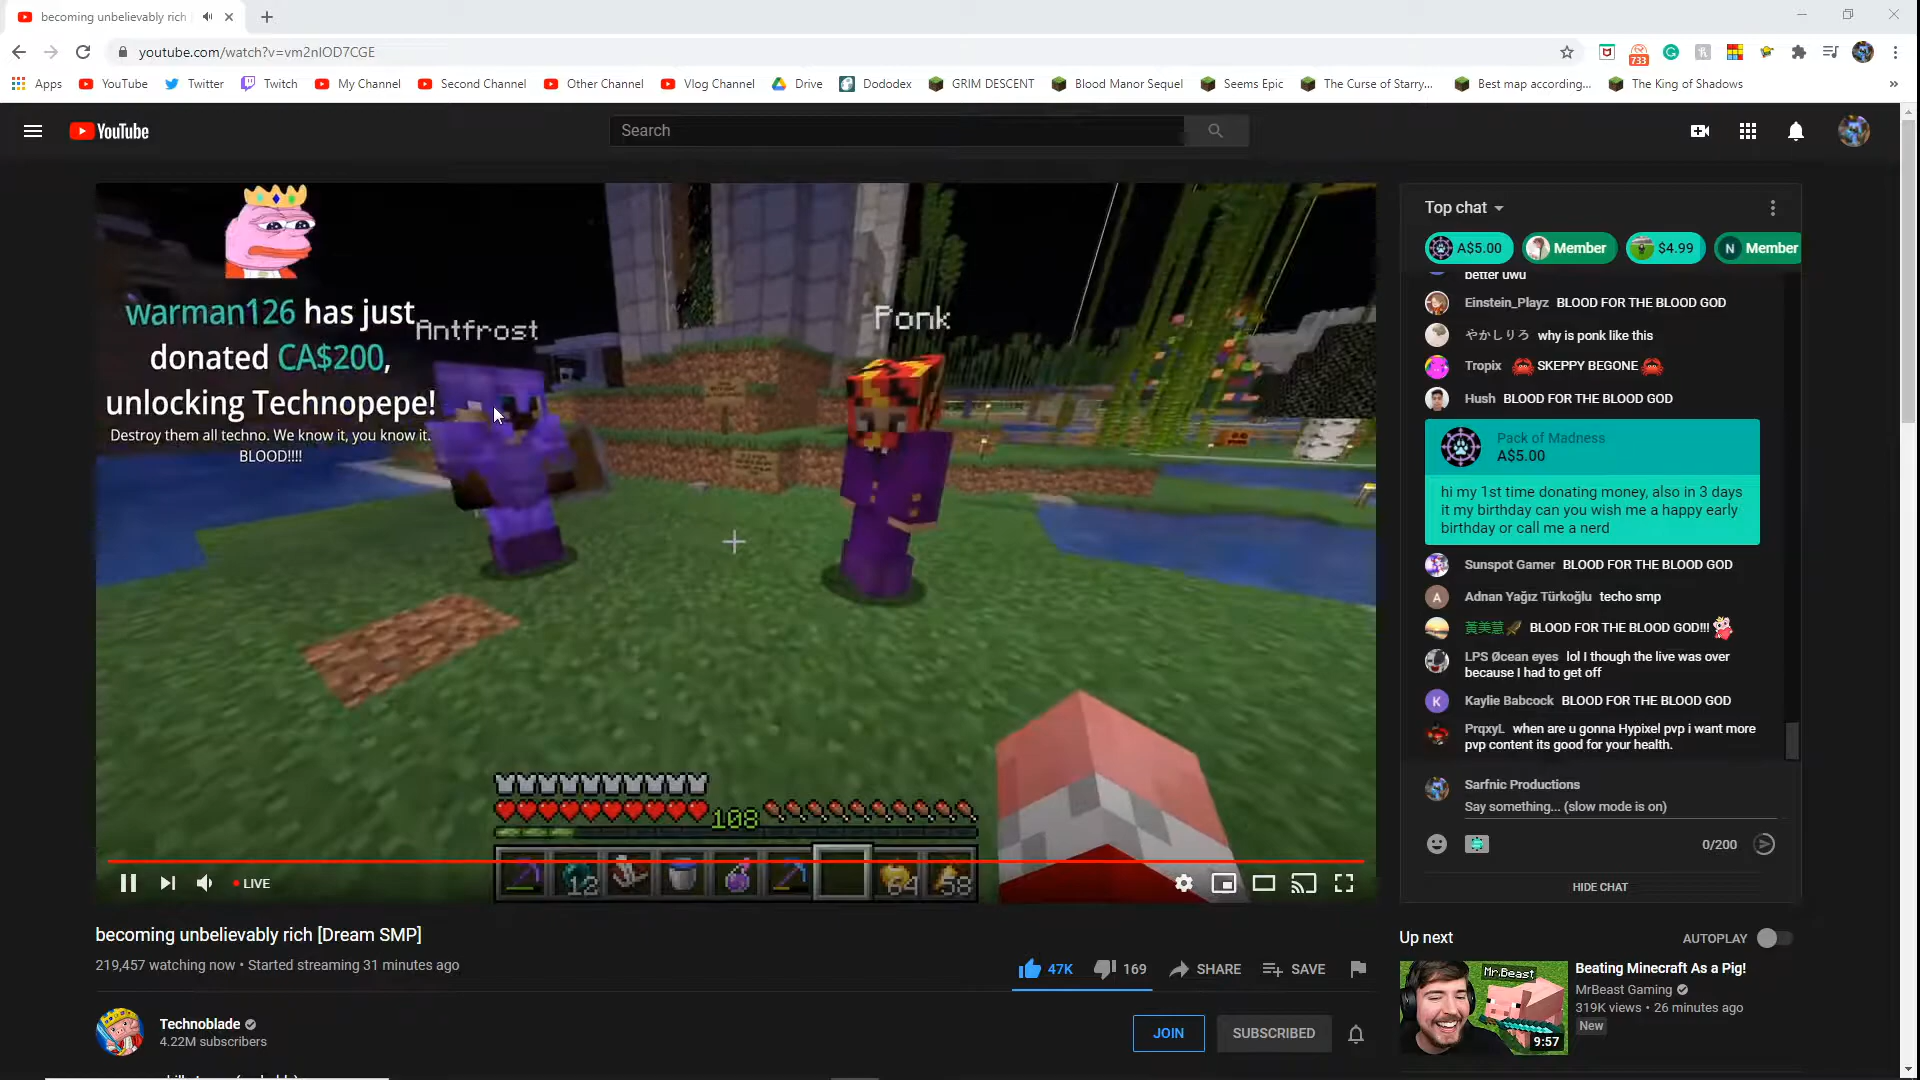 becoming unbelievably rich
youtube.com/watch?v=vm2nIOD7CGE
733
Apps
YouTube
Twitter
Twitch
My Channel
Second Channel
Other Channel
Vlog Channel
Drive
Dododex
GRIM DESCENT
Blood Manor Sequel
Seems Epic
The Curse of Starry...
Best map according...
The King of Shadows
»
YouTube
Search
warman126 has just
donated CA$200,
unlocking Technopepe!
Destroy them all techno. We know it, you know it.
BLOOD!!!!
Antfrost
Ponk
108
12
64
58
LIVE
Top chat
A$5.00
Member
$4.99
N Member
better uwu
Einstein_Playz BLOOD FOR THE BLOOD GOD
やかしりろ why is ponk like this
Tropix 🦀 SKEPPY BEGONE 🦀
Hush BLOOD FOR THE BLOOD GOD
Pack of Madness
A$5.00
hi my 1st time donating money, also in 3 days
it my birthday can you wish me a happy early
birthday or call me a nerd
Sunspot Gamer BLOOD FOR THE BLOOD GOD
A Adnan Yağız Türkoğlu techo smp
黃美慧 BLOOD FOR THE BLOOD GOD!!!
LPS Øcean eyes lol I though the live was over
because I had to get off
K Kaylie Babcock BLOOD FOR THE BLOOD GOD
PrqxyL when are u gonna Hypixel pvp i want more
pvp content its good for your health.
Sarfnic Productions
Say something... (slow mode is on)
0/200
HIDE CHAT
becoming unbelievably rich [Dream SMP]
219,457 watching now • Started streaming 31 minutes ago
47K
169
SHARE
SAVE
Technoblade
4.22M subscribers
JOIN
SUBSCRIBED
Up next
AUTOPLAY
Mr.Beast
9:57
Beating Minecraft As a Pig!
MrBeast Gaming
319K views • 26 minutes ago
New